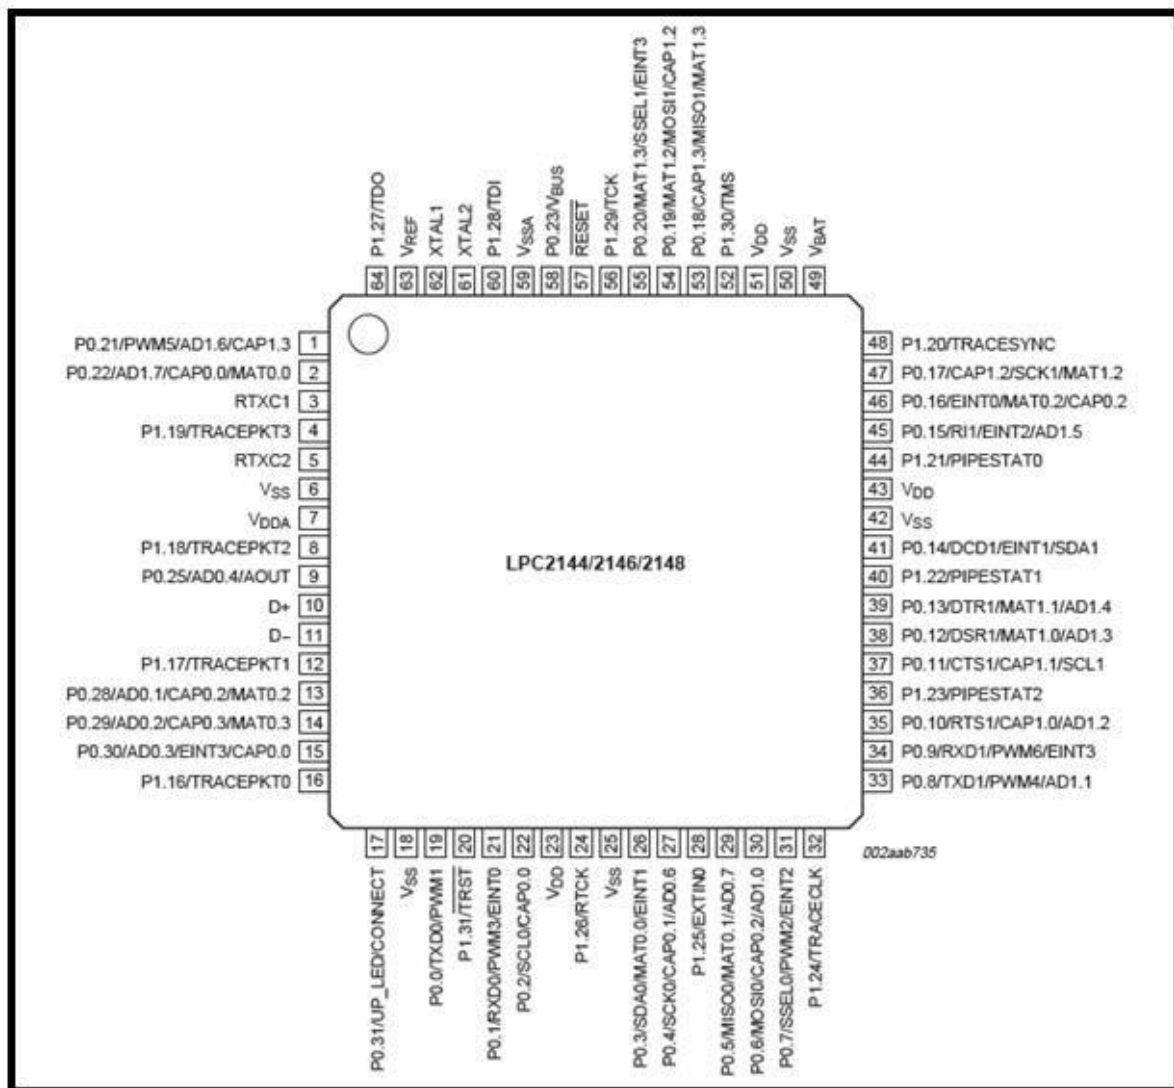 P1.27/TDO
VREF
XTAL1
XTAL2
P1.28/TDI
VSSA
P0.23/VBUS
RESET
P1.29/TCK
P0.20/MAT1.3/SSEL1/EINT3
P0.19/MAT1.2/MOSI1/CAP1.2
P0.18/CAP1.3/MISO1/MAT1.3
P1.30/TMS
VDD
VSS
VBAT
64 63 62 61 60 59 58 57 56 55 54 53 52 51 50 49
P0.21/PWM5/AD1.6/CAP1.3 1
P0.22/AD1.7/CAP0.0/MAT0.0 2
RTXC1 3
P1.19/TRACEPKT3 4
RTXC2 5
VSS 6
VDDA 7
P1.18/TRACEPKT2 8
P0.25/AD0.4/AOUT 9
D+ 10
D− 11
P1.17/TRACEPKT1 12
P0.28/AD0.1/CAP0.2/MAT0.2 13
P0.29/AD0.2/CAP0.3/MAT0.3 14
P0.30/AD0.3/EINT3/CAP0.0 15
P1.16/TRACEPKT0 16
LPC2144/2146/2148
48 P1.20/TRACESYNC
47 P0.17/CAP1.2/SCK1/MAT1.2
46 P0.16/EINT0/MAT0.2/CAP0.2
45 P0.15/RI1/EINT2/AD1.5
44 P1.21/PIPESTAT0
43 VDD
42 VSS
41 P0.14/DCD1/EINT1/SDA1
40 P1.22/PIPESTAT1
39 P0.13/DTR1/MAT1.1/AD1.4
38 P0.12/DSR1/MAT1.0/AD1.3
37 P0.11/CTS1/CAP1.1/SCL1
36 P1.23/PIPESTAT2
35 P0.10/RTS1/CAP1.0/AD1.2
34 P0.9/RXD1/PWM6/EINT3
33 P0.8/TXD1/PWM4/AD1.1
17 18 19 20 21 22 23 24 25 26 27 28 29 30 31 32
P0.31/UP_LED/CONNECT
VSS
P0.0/TXD0/PWM1
P1.31/TRST
P0.1/RXD0/PWM3/EINT0
P0.2/SCL0/CAP0.0
VDD
P1.26/RTCK
VSS
P0.3/SDA0/MAT0.0/EINT1
P0.4/SCK0/CAP0.1/AD0.6
P1.25/EXTIN0
P0.5/MISO0/MAT0.1/AD0.7
P0.6/MOSI0/CAP0.2/AD1.0
P0.7/SSEL0/PWM2/EINT2
P1.24/TRACECLK
002aab735